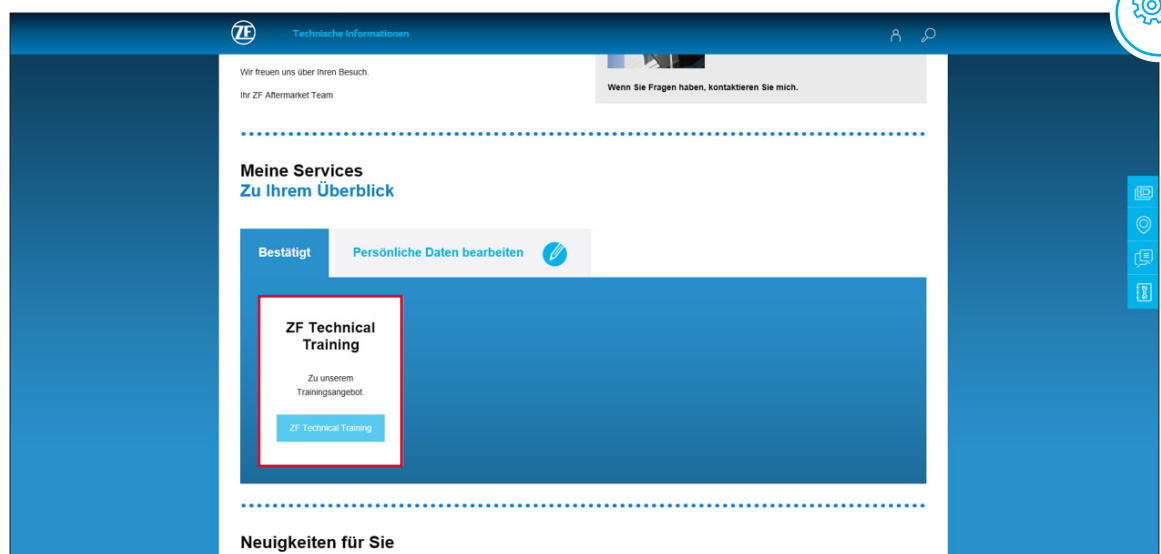 ZF
Technische Informationen
Wir freuen uns über Ihren Besuch.
Ihr ZF Aftermarket Team
Wenn Sie Fragen haben, kontaktieren Sie mich.
Meine Services
Zu Ihrem Überblick
Bestätigt
Persönliche Daten bearbeiten
ZF Technical
Training
Zu unserem
Trainingsangebot.
ZF Technical Training
Neuigkeiten für Sie